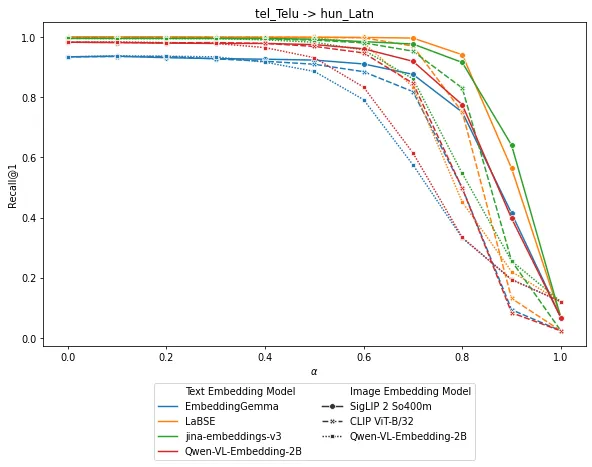 tel_Telu -> hun_Latn
Recall@1
1.0
0.8
0.6
0.4
0.2
0.0
0.0 0.2 0.4 0.6 0.8 1.0
α
Text Embedding Model
EmbeddingGemma
LaBSE
jina-embeddings-v3
Qwen-VL-Embedding-2B
Image Embedding Model
SigLIP 2 So400m
CLIP ViT-B/32
Qwen-VL-Embedding-2B